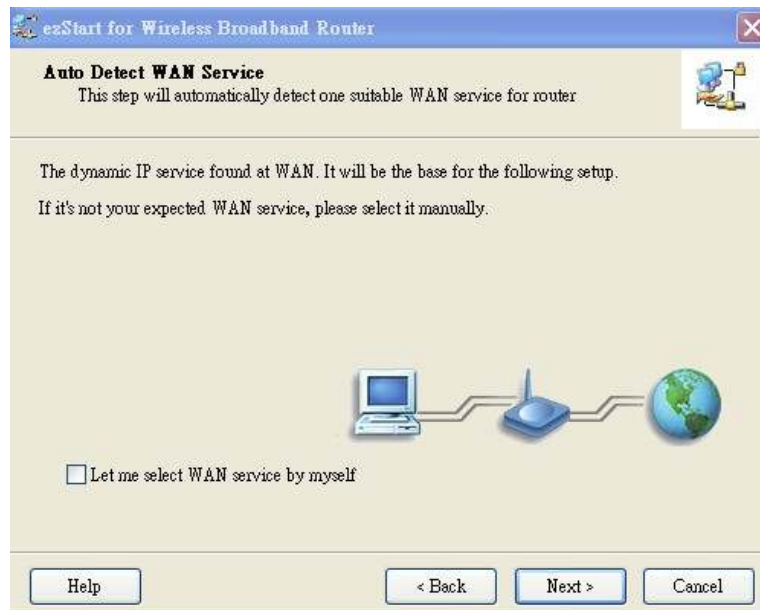 ezStart for Wireless Broadband Router
Auto Detect WAN Service
This step will automatically detect one suitable WAN service for router
The dynamic IP service found at WAN. It will be the base for the following setup.
If it's not your expected WAN service, please select it manually.
Let me select WAN service by myself
Help
< Back
Next >
Cancel